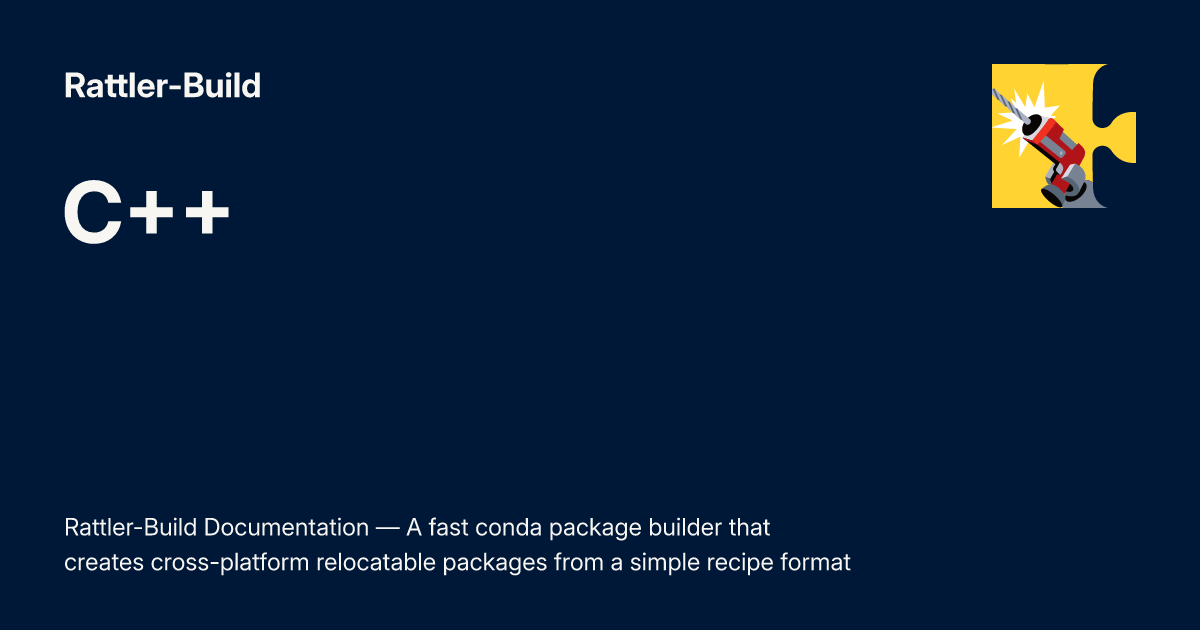 Rattler-Build
C++
Rattler-Build Documentation — A fast conda package builder that
creates cross-platform relocatable packages from a simple recipe format